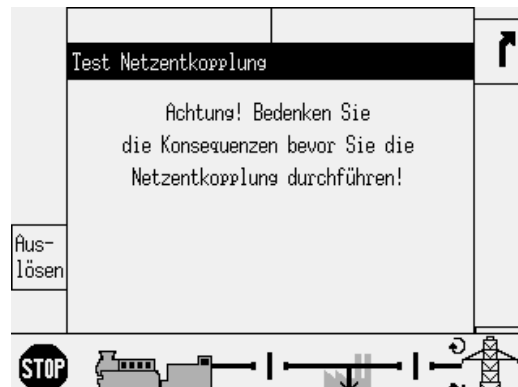 Test Netzentkopplung
Achtung! Bedenken Sie
die Konsequenzen bevor Sie die
Netzentkopplung durchführen!
Aus-
lösen
STOP